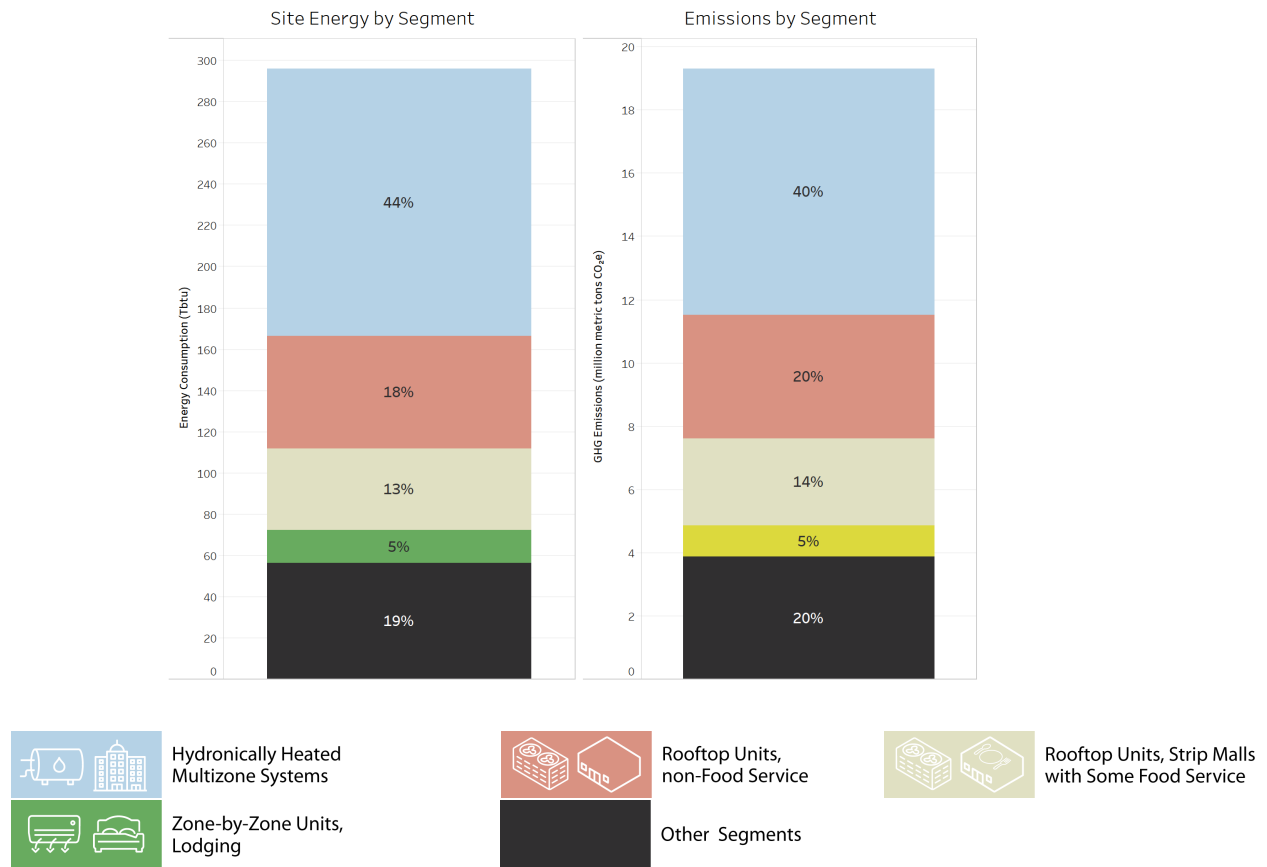 Site Energy by Segment
Energy Consumption (Tbtu)
300
280
260
240
220
200
180
160
140
120
100
80
60
40
20
0
44%
18%
13%
5%
19%
Emissions by Segment
GHG Emissions (million metric tons CO₂e)
20
18
16
14
12
10
8
6
4
2
0
40%
20%
14%
5%
20%
Hydronically Heated
Multizone Systems
Rooftop Units,
non-Food Service
Rooftop Units, Strip Malls
with Some Food Service
Zone-by-Zone Units,
Lodging
Other Segments